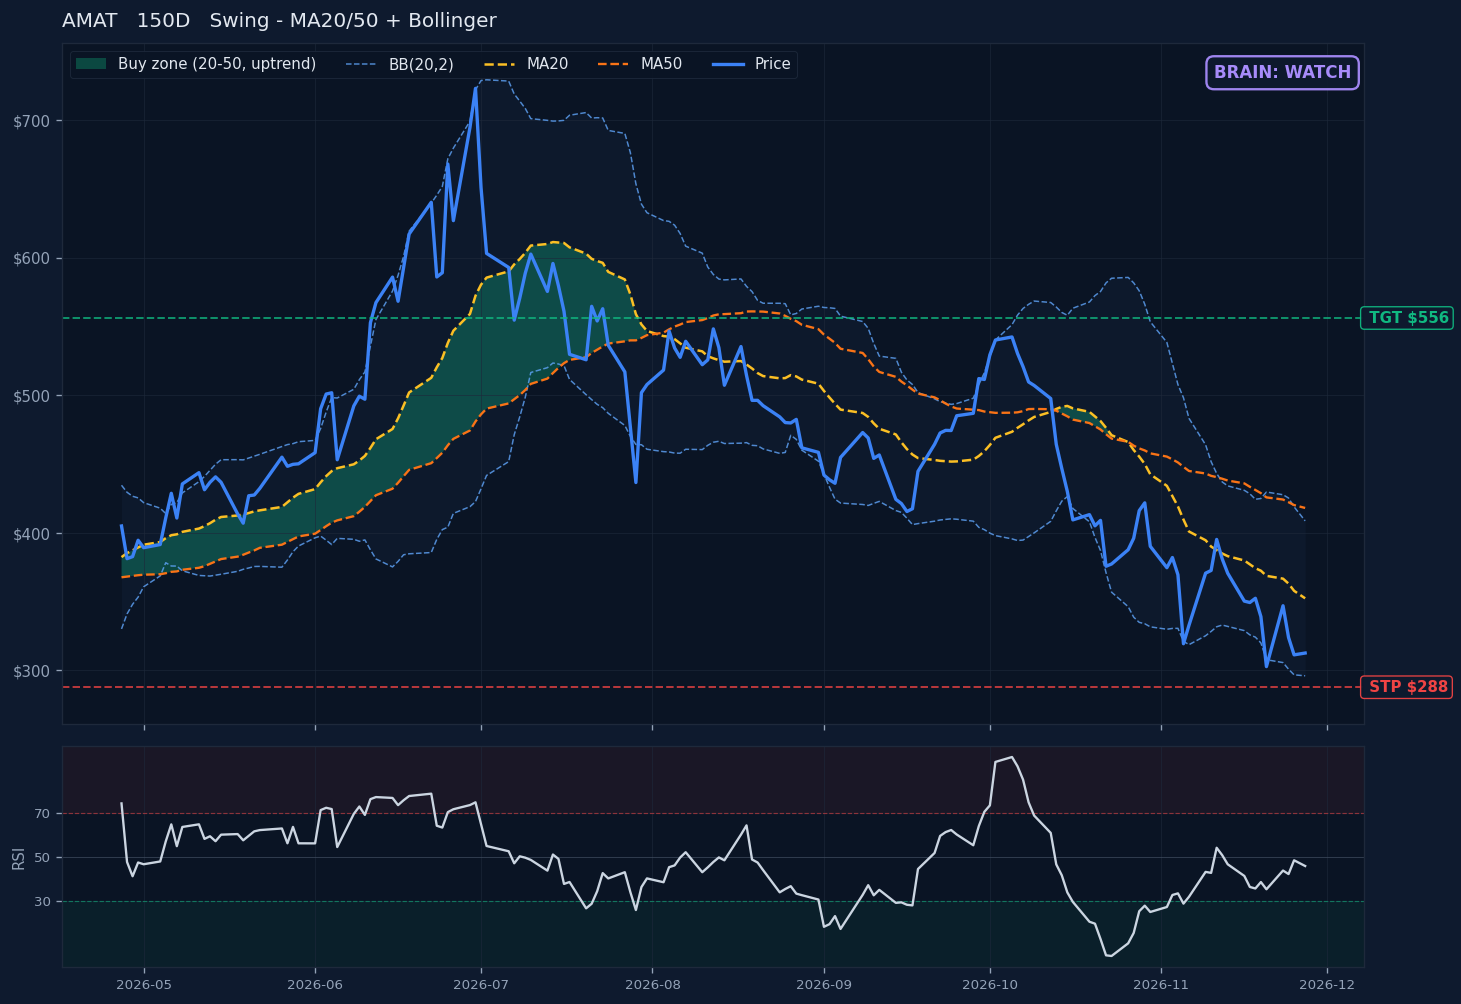 AMAT   150D   Swing - MA20/50 + Bollinger
Buy zone (20-50, uptrend)   BB(20,2)   MA20   MA50   Price
BRAIN: WATCH
$700
$600
TGT $556
$500
$400
$300
STP $288
RSI
70
50
30
2026-05   2026-06   2026-07   2026-08   2026-09   2026-10   2026-11   2026-12